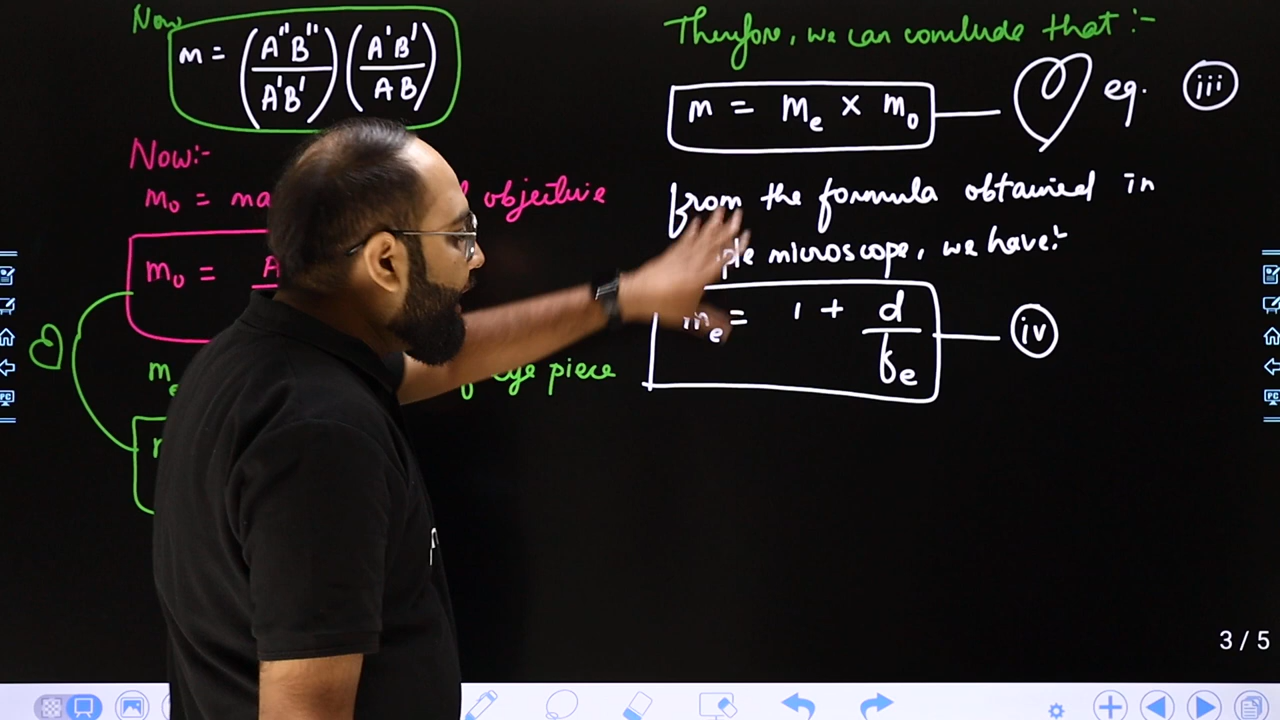 Now
m = (A"B"/A'B') (A'B'/AB)
Now:-
m₀ = objective
m₀ =
eye piece
Therefore, we can conclude that :-
m = mₑ × m₀ eq. (iii)
from the formula obtained in
microscope, we have:-
mₑ = 1 + d/fₑ (iv)
3 / 5